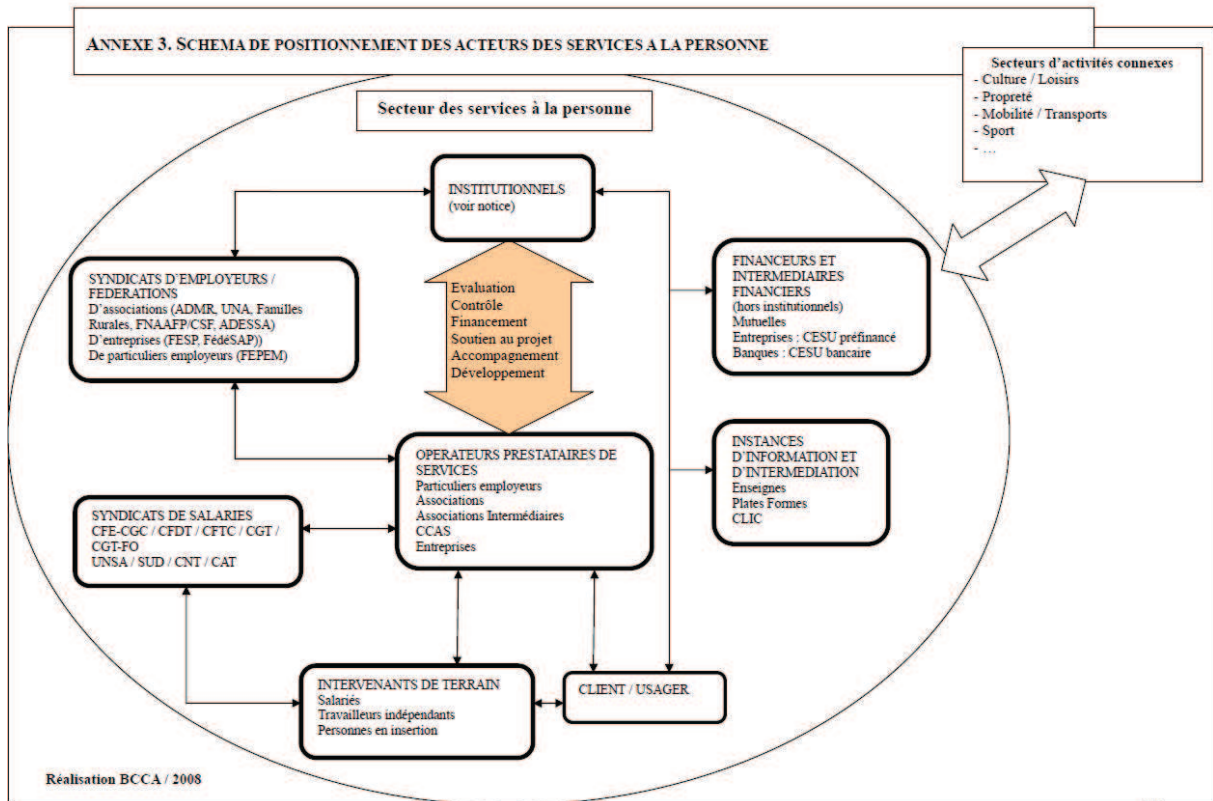 ANNEXE 3. SCHEMA DE POSITIONNEMENT DES ACTEURS DES SERVICES A LA PERSONNE
Secteurs d'activités connexes
- Culture / Loisirs
- Propreté
- Mobilité / Transports
- Sport
- …
Secteur des services à la personne
INSTITUTIONNELS
(voir notice)
SYNDICATS D'EMPLOYEURS /
FEDERATIONS
D'associations (ADMR, UNA, Familles
Rurales, FNAAFP/CSF, ADESSA)
D'entreprises (FESP, FédéSAP))
De particuliers employeurs (FEPEM)
Evaluation
Contrôle
Financement
Soutien au projet
Accompagnement
Développement
FINANCEURS ET
INTERMEDIAIRES
FINANCIERS
(hors institutionnels)
Mutuelles
Entreprises : CESU préfinancé
Banques : CESU bancaire
OPERATEURS PRESTATAIRES DE
SERVICES
Particuliers employeurs
Associations
Associations Intermédiaires
CCAS
Entreprises
INSTANCES
D'INFORMATION ET
D'INTERMEDIATION
Enseignes
Plates Formes
CLIC
SYNDICATS DE SALARIES
CFE-CGC / CFDT / CFTC / CGT /
CGT-FO
UNSA / SUD / CNT / CAT
INTERVENANTS DE TERRAIN
Salariés
Travailleurs indépendants
Personnes en insertion
CLIENT / USAGER
Réalisation BCCA / 2008